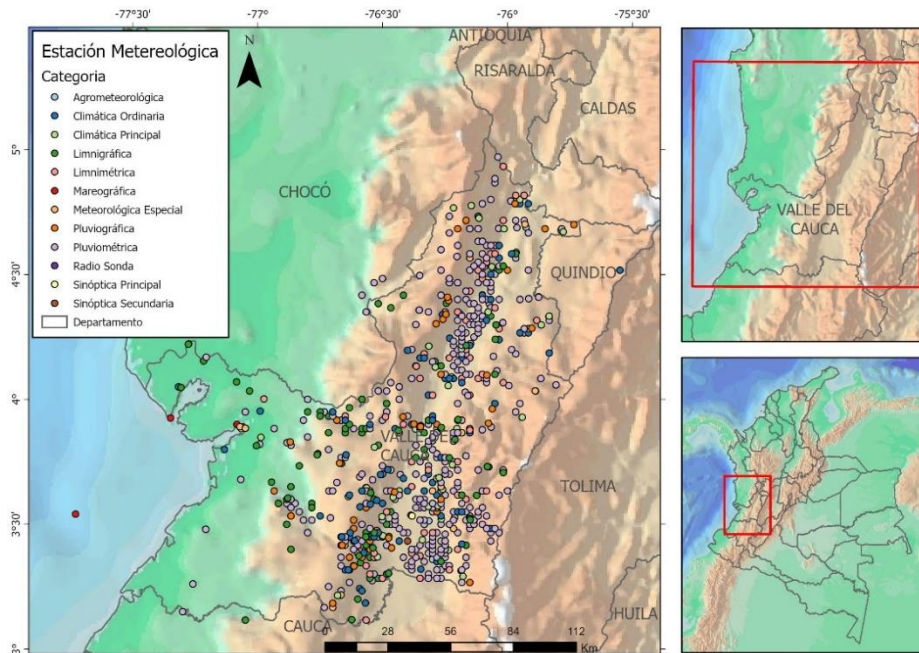 -77°30'
-77°
-76°30'
-76°
-75°30'
Estación Metereológica
Categoria
Agrometeorológica
Climática Ordinaria
Climática Principal
Limnigráfica
Limnimétrica
Mareográfica
Meteorológica Especial
Pluviográfica
Pluviométrica
Radio Sonda
Sinóptica Principal
Sinóptica Secundaria
Departamento
N
ANTIOQUIA
RISARALDA
CALDAS
CHOCÓ
QUINDIO
VALLE DEL
CAUCA
TOLIMA
HUILA
CAUCA
5°
4°30'
4°
3°30'
3°
0
28
56
84
112
Km
VALLE DEL
CAUCA